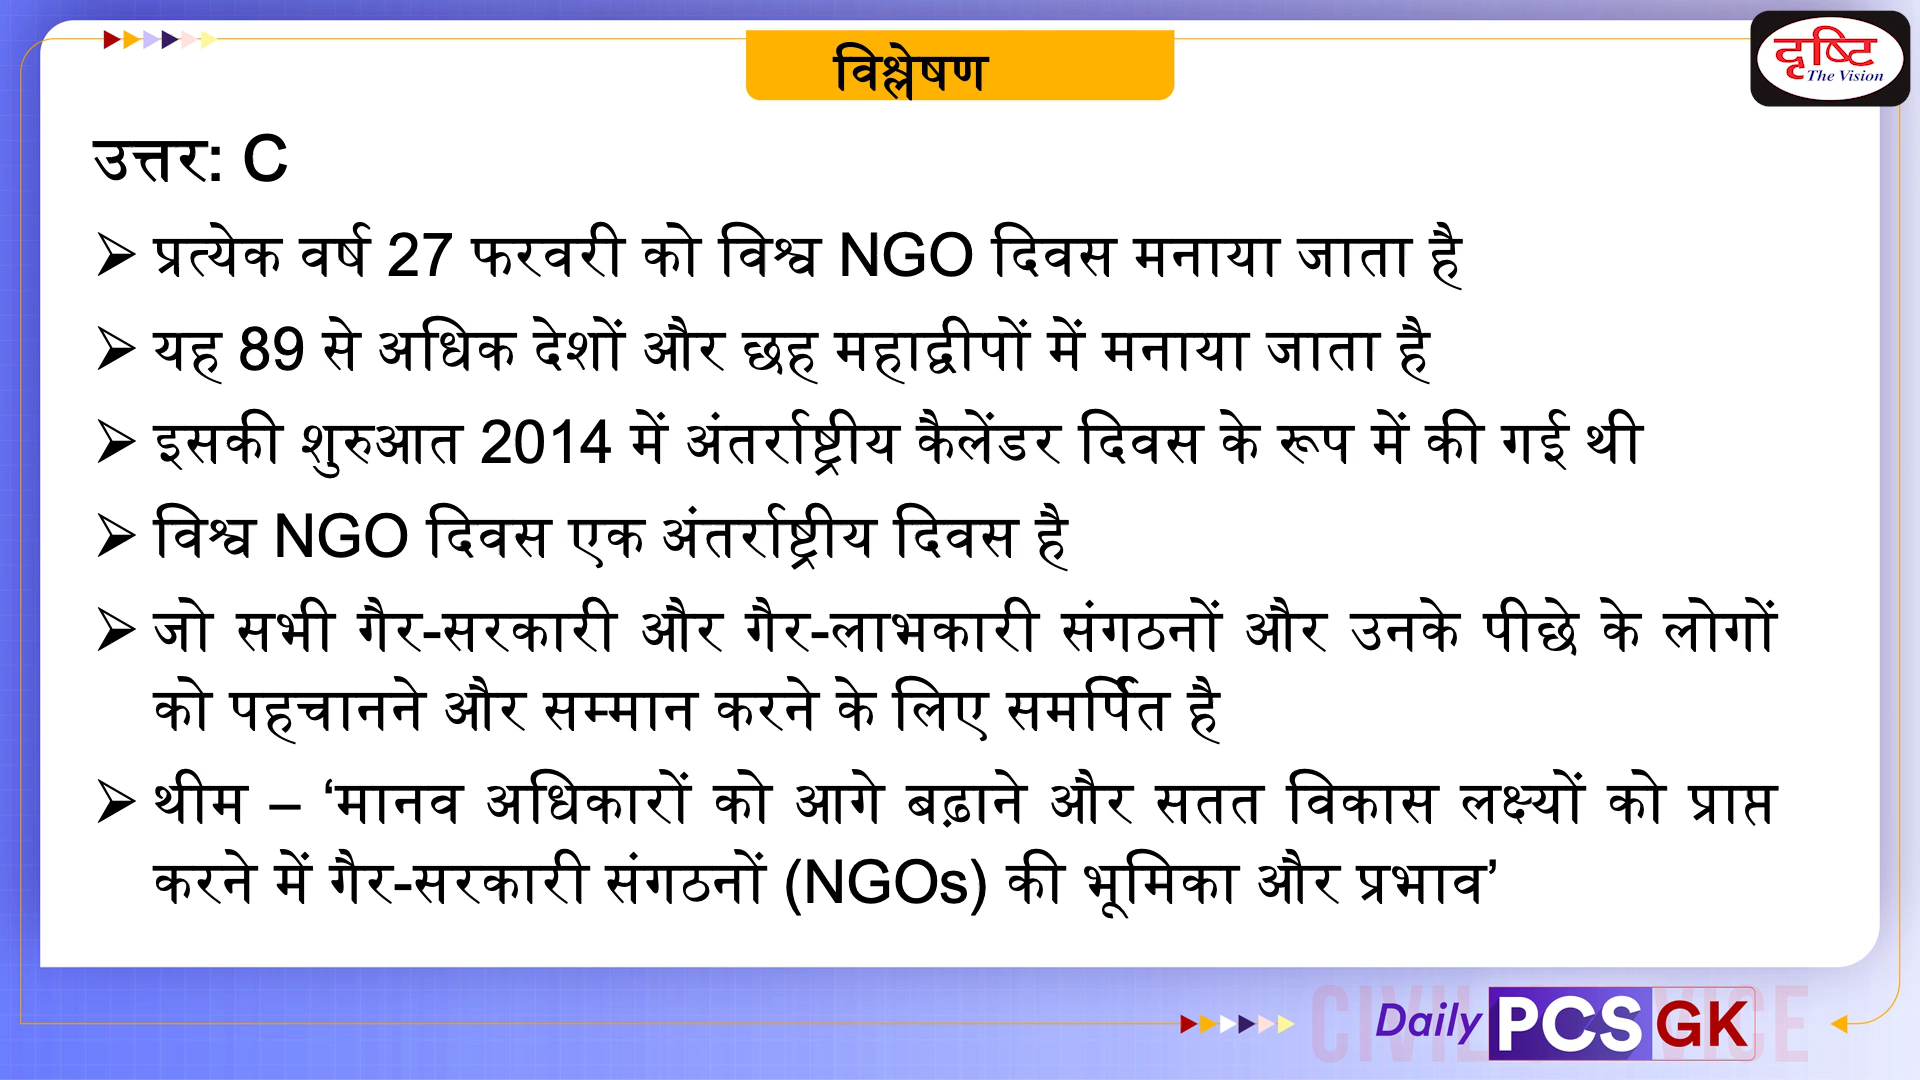 विश्लेषण
दृष्टि
The Vision
उत्तर: C
➢ प्रत्येक वर्ष 27 फरवरी को विश्व NGO दिवस मनाया जाता है
➢ यह 89 से अधिक देशों और छह महाद्वीपों में मनाया जाता है
➢ इसकी शुरुआत 2014 में अंतर्राष्ट्रीय कैलेंडर दिवस के रूप में की गई थी
➢ विश्व NGO दिवस एक अंतर्राष्ट्रीय दिवस है
➢ जो सभी गैर-सरकारी और गैर-लाभकारी संगठनों और उनके पीछे के लोगों
को पहचानने और सम्मान करने के लिए समर्पित है
➢ थीम – ‘मानव अधिकारों को आगे बढ़ाने और सतत विकास लक्ष्यों को प्राप्त
करने में गैर-सरकारी संगठनों (NGOs) की भूमिका और प्रभाव’
Daily PCS GK